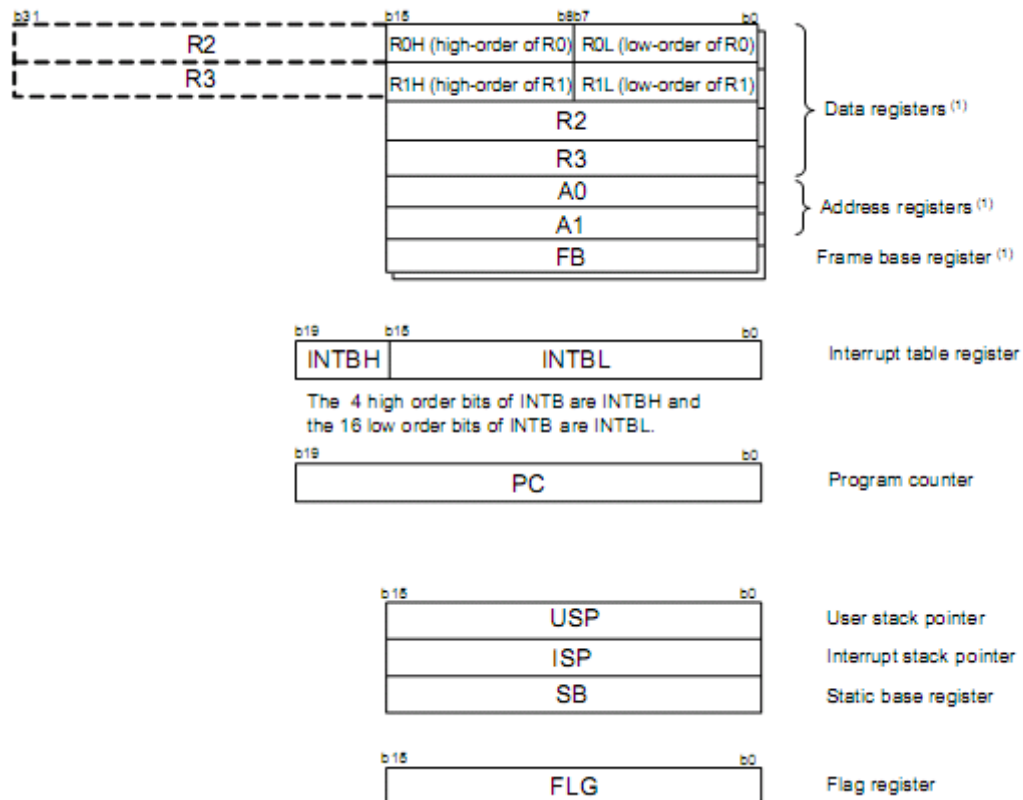 b31 b15 b8b7 b0
R2 R0H (high-order of R0) R0L (low-order of R0)
R3 R1H (high-order of R1) R1L (low-order of R1)
Data registers (1)
R2
R3
A0
Address registers (1)
A1
FB Frame base register (1)
b19 b15 b0
INTBH INTBL Interrupt table register
The 4 high order bits of INTB are INTBH and
the 16 low order bits of INTB are INTBL.
b19 b0
PC Program counter
b15 b0
USP User stack pointer
ISP Interrupt stack pointer
SB Static base register
b15 b0
FLG Flag register